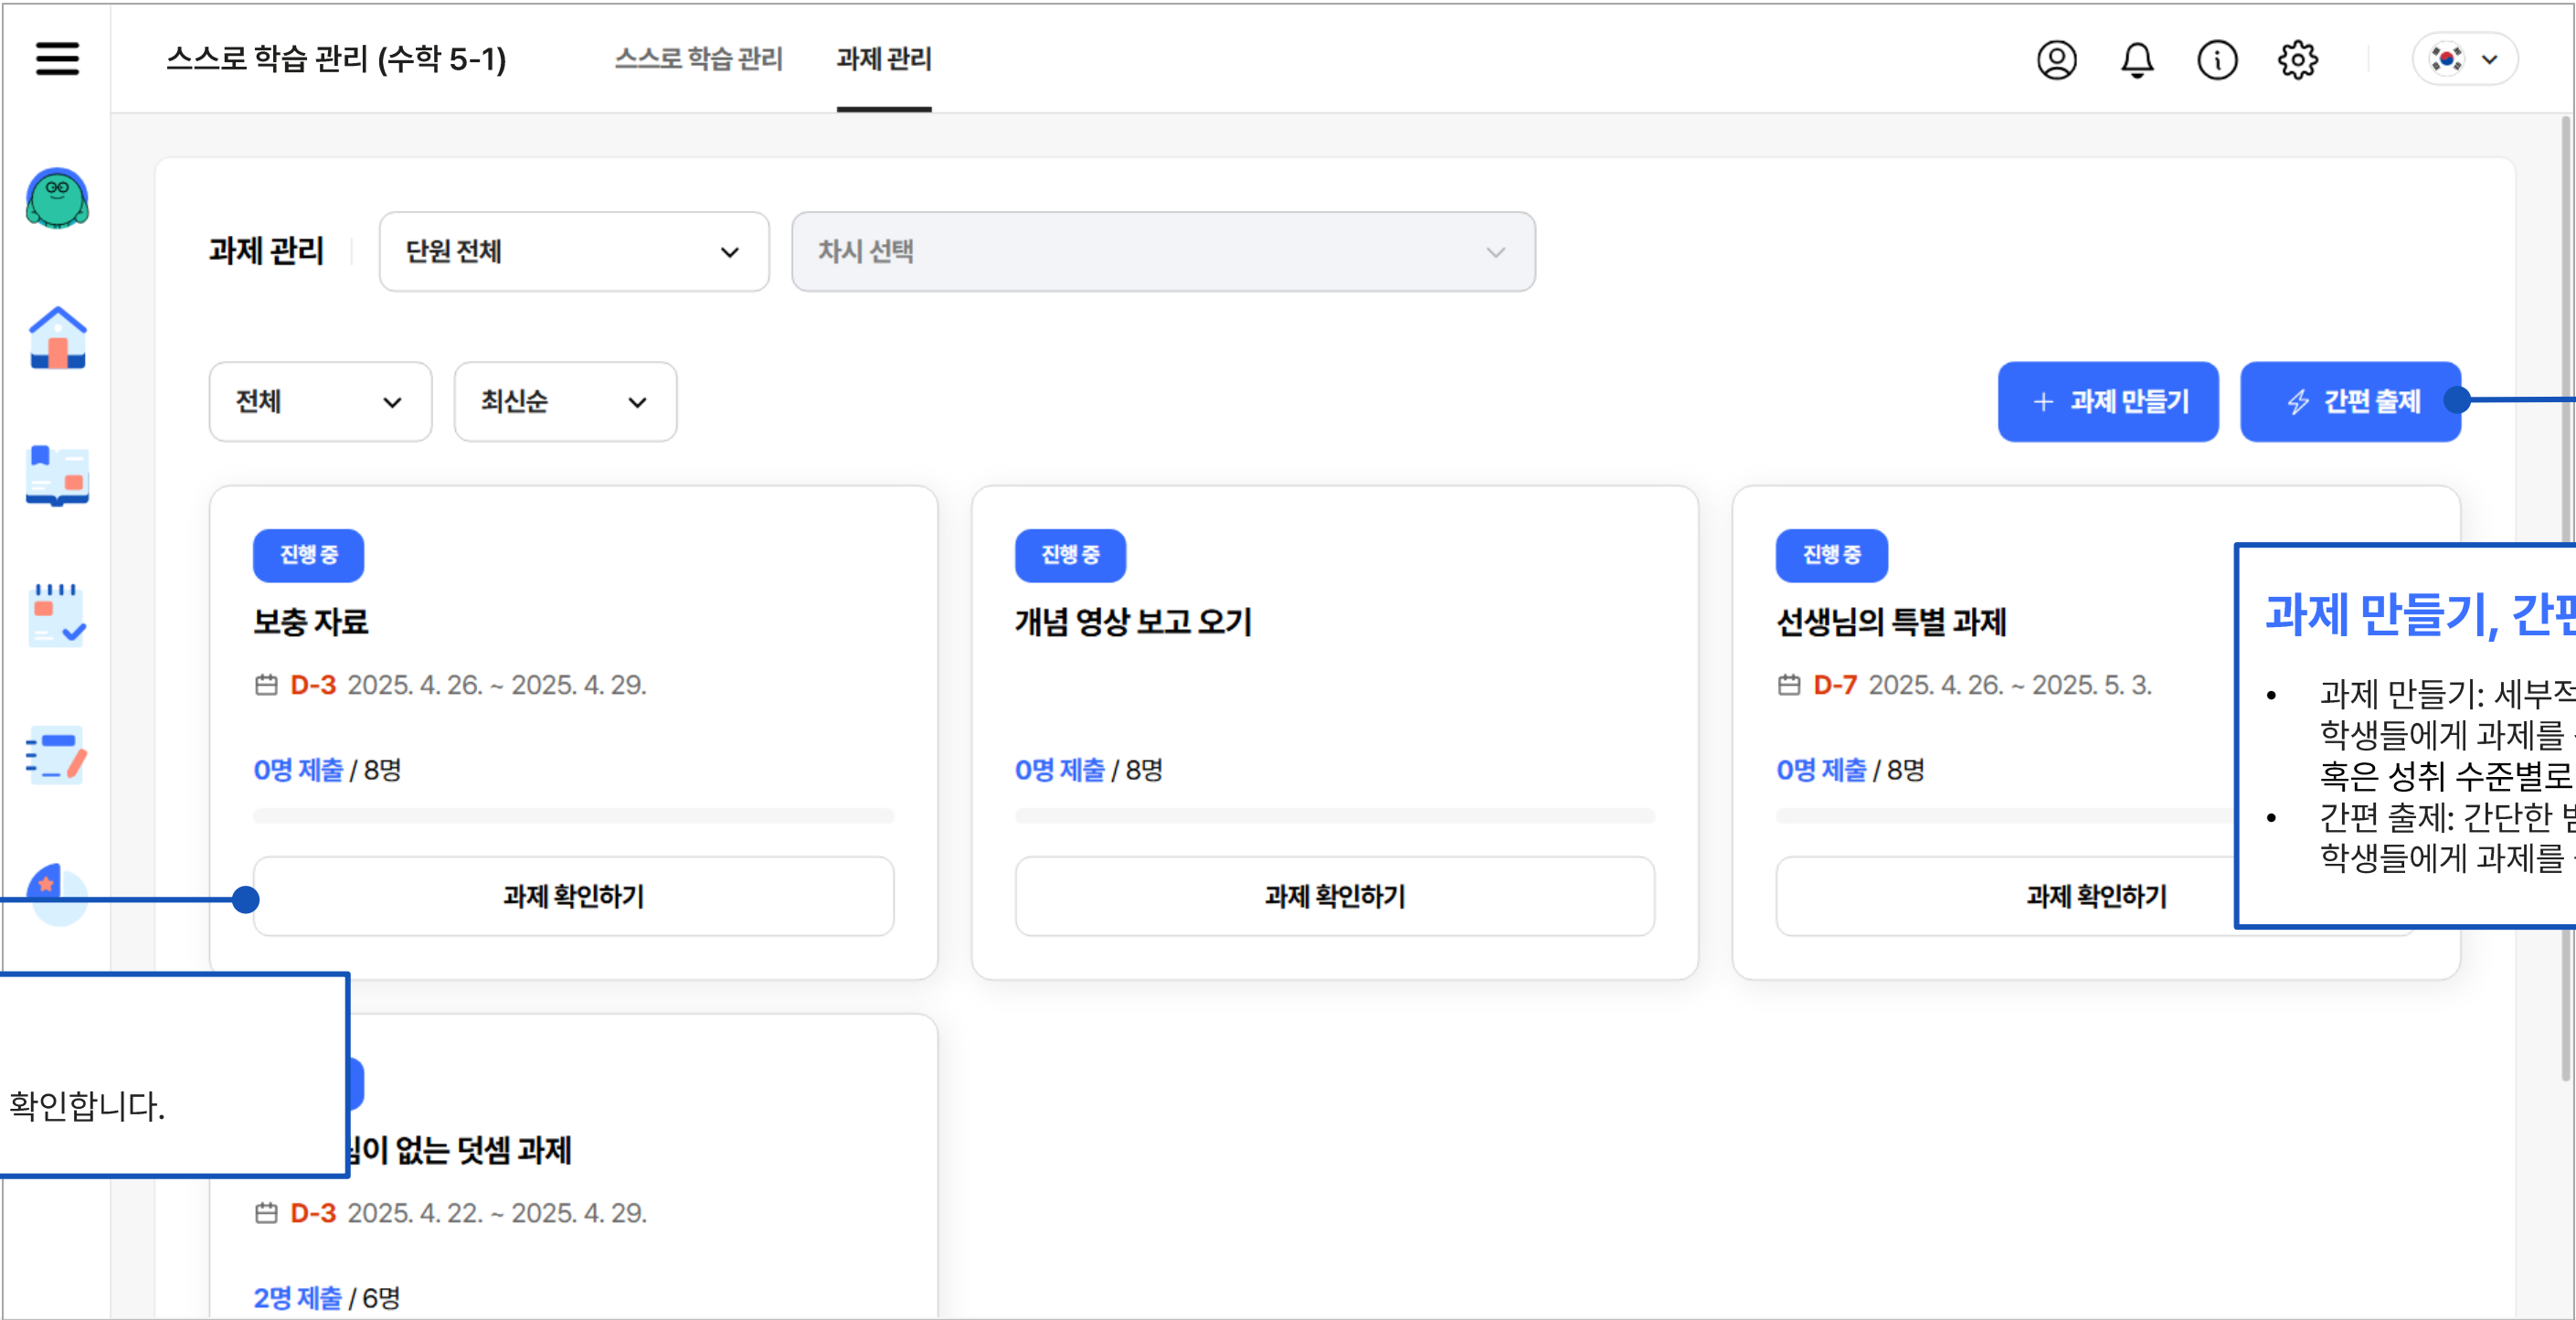 스스로 학습 관리 (수학 5-1)
스스로 학습 관리
과제 관리
과제 관리
단원 전체
차시 선택
전체
최신순
+ 과제 만들기
간편 출제
진행 중
보충 자료
D-3 2025. 4. 26. ~ 2025. 4. 29.
0명 제출 / 8명
과제 확인하기
진행 중
개념 영상 보고 오기
0명 제출 / 8명
과제 확인하기
진행 중
선생님의 특별 과제
D-7 2025. 4. 26. ~ 2025. 5. 3.
0명 제출 / 8명
과제 확인하기
과제 만들기, 간편
• 과제 만들기: 세부적
학생들에게 과제를
혹은 성취 수준별로
• 간편 출제: 간단한
학생들에게 과제를
확인합니다.
없는 덧셈 과제
D-3 2025. 4. 22. ~ 2025. 4. 29.
2명 제출 / 6명